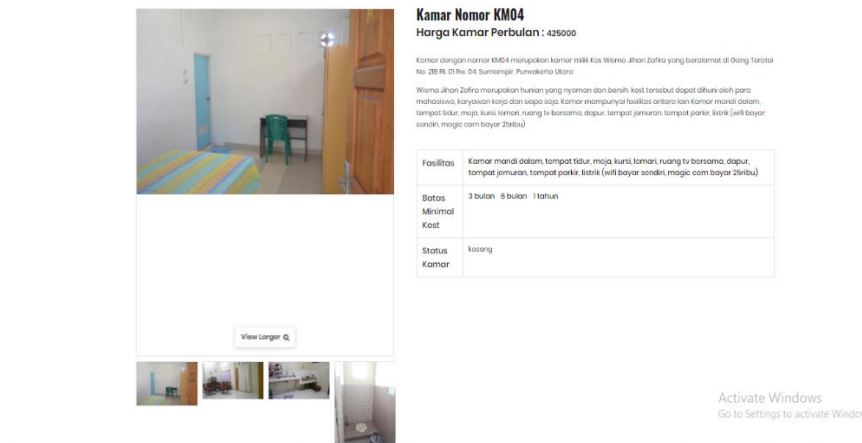 Kamar Nomor KM04
Harga Kamar Perbulan : 425000
Kamar dengan nomor KM04 merupakan kamar milik Kos Wisma Jihan Zafira yang beralamat di Gang Teratai
No. 21B Rt. 01 Rw. 04, Sumampir, Purwokerto Utara
Wisma Jihan Zafira merupakan hunian yang nyaman dan bersih, kost tersebut dapat dihuni oleh para
mahasiswa, karyawan kerja dan siapa saja. Kamar mempunyai fasilitas antara lain Kamar mandi dalam,
tempat tidur, meja, kursi, lemari, ruang tv bersama, dapur, tempat jemuran, tempat parkir, listrik (wifi bayar
sendiri, magic com bayar 25ribu)
Fasilitas
Kamar mandi dalam, tempat tidur, meja, kursi, lemari, ruang tv bersama, dapur,
tempat jemuran, tempat parkir, listrik (wifi bayar sendiri, magic com bayar 25ribu)
Batas
Minimal
Kost
3 bulan 6 bulan 1 tahun
Status
Kamar
kosong
View Larger
Activate Windows
Go to Settings to activate Windo